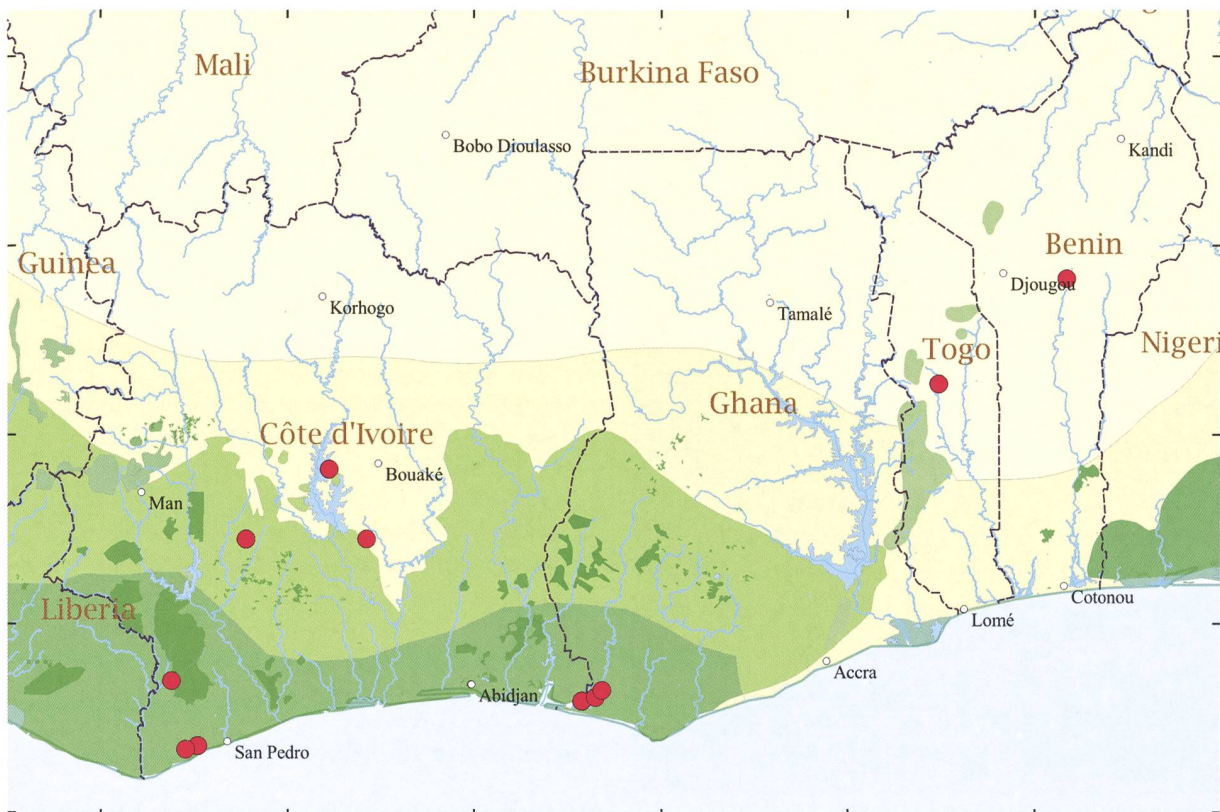 Mali
Burkina Faso
Bobo Dioulasso
Kandi
Guinea
Benin
Djougou
Korhogo
Tamalé
Togo
Nigeri
Ghana
Côte d'Ivoire
Bouaké
Man
Liberia
Cotonou
Lomé
Accra
Abidjan
San Pedro